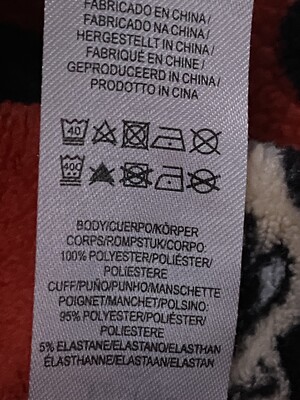 FABRICADO EN CHINA /
FABRICADO NA CHINA /
HERGESTELLT IN CHINA /
FABRIQUÉ EN CHINE /
GEPRODUCEERD IN CHINA /
PRODOTTO IN CINA
40
40C
BODY/CUERPO/KÖRPER
CORPS/ROMPSTUK/CORPO:
100% POLYESTER/POLIÉSTER/
POLIESTERE
CUFF/PUÑO/PUNHO/MANSCHETTE
POIGNET/MANCHET/POLSINO:
95% POLYESTER/POLIÉSTER/
POLIESTERE
5% ELASTANE/ELASTANO/ELASTHAN
ÉLASTHANNE/ELASTAAN/ELASTAN